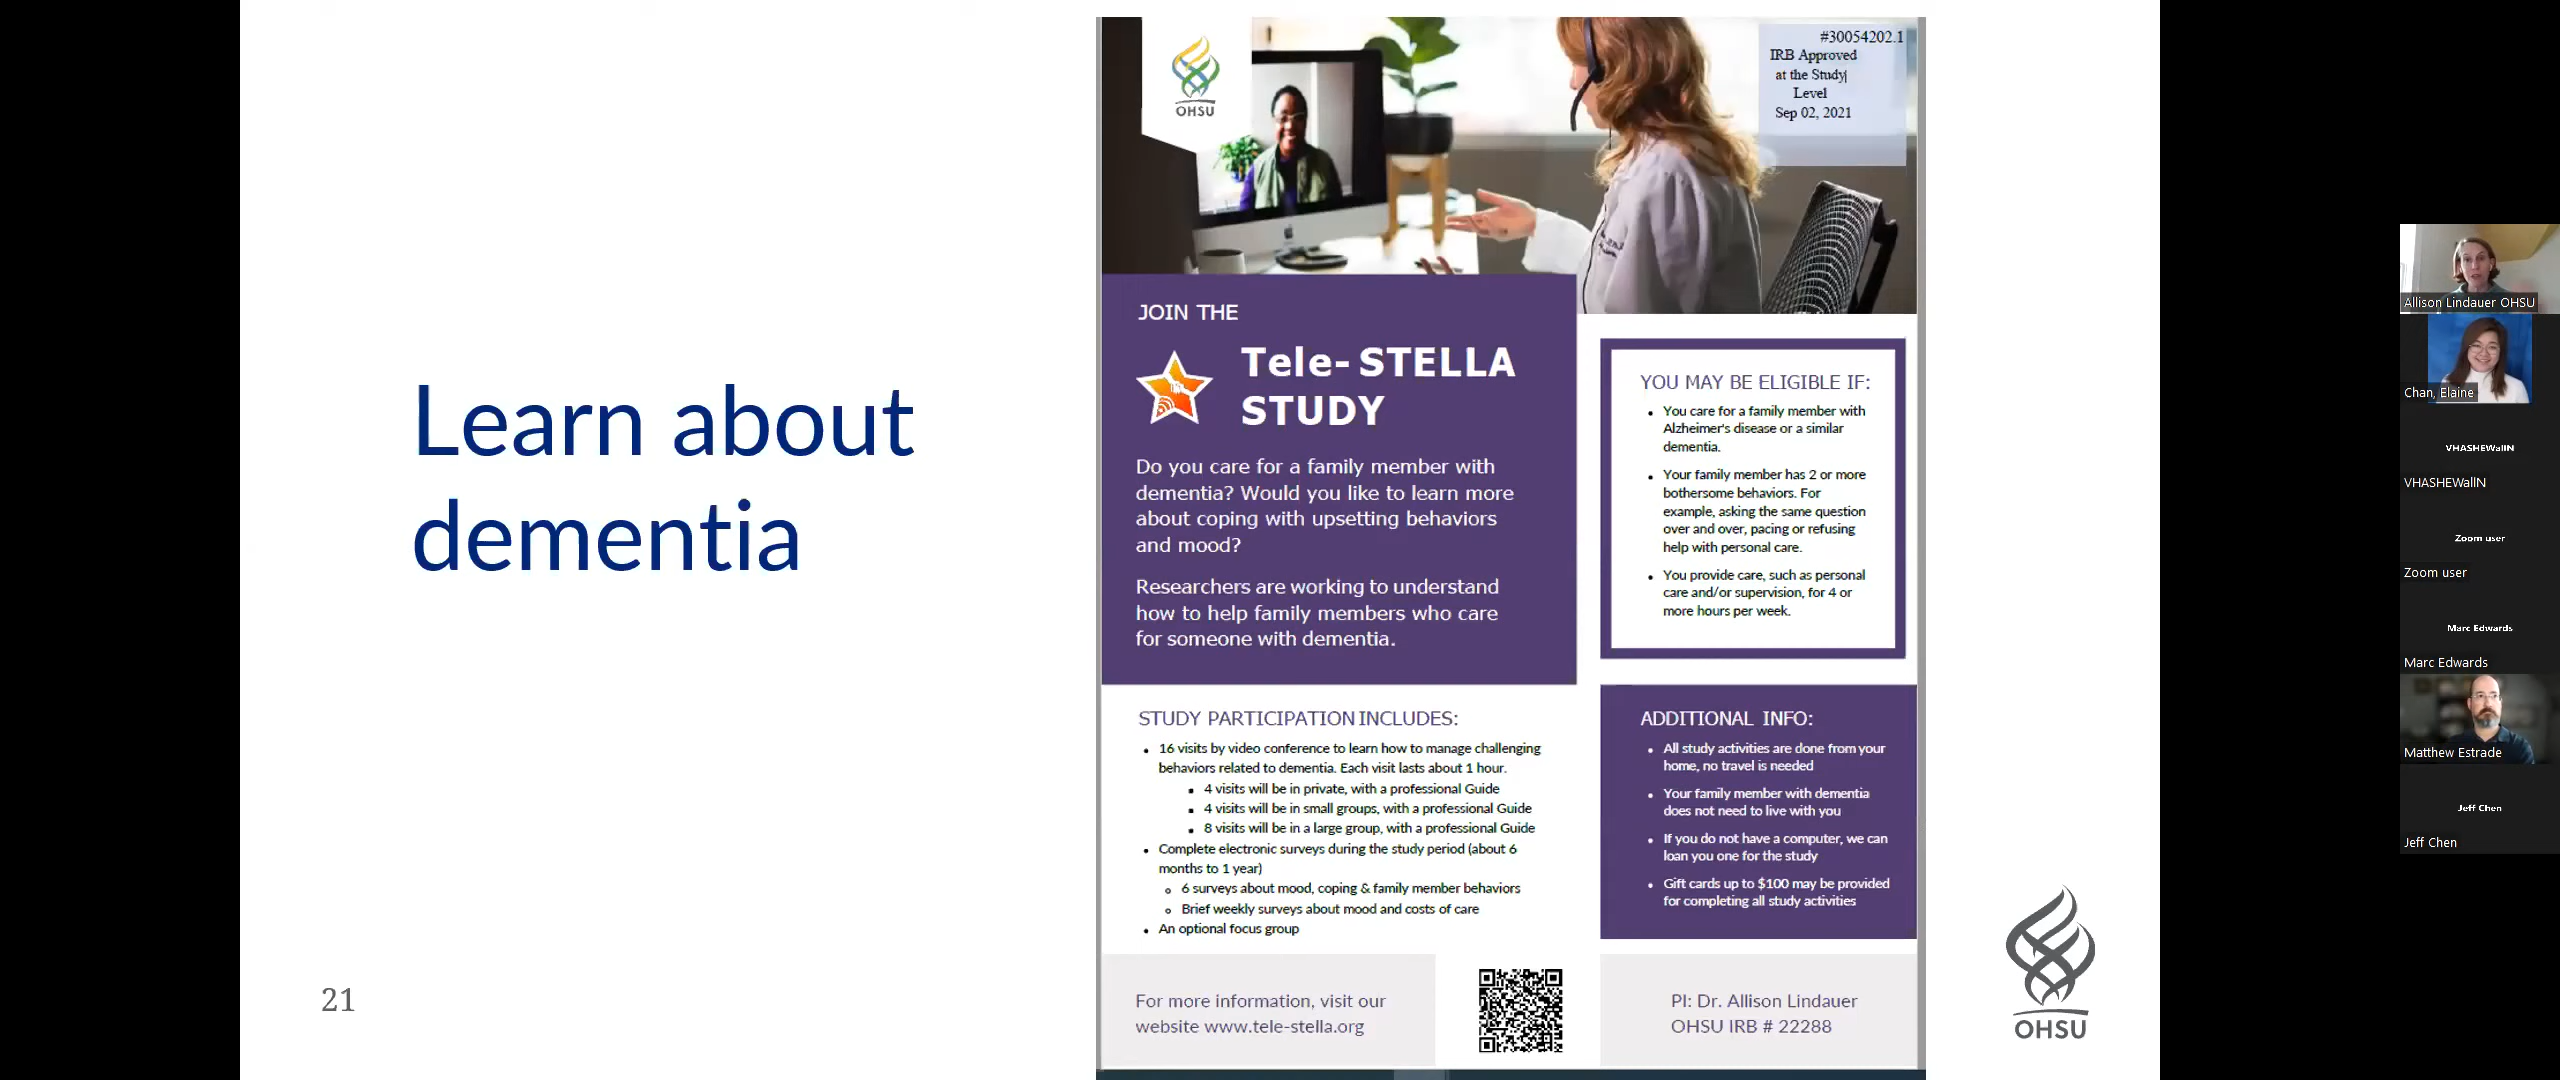 Learn about
dementia
21
OHSU
#30054202.1
IRB Approved
at the Study
Level
Sep 02, 2021
JOIN THE
Tele-STELLA
STUDY
Do you care for a family member with
dementia? Would you like to learn more
about coping with upsetting behaviors
and mood?
Researchers are working to understand
how to help family members who care
for someone with dementia.
YOU MAY BE ELIGIBLE IF:
• You care for a family member with
Alzheimer's disease or a similar
dementia.
• Your family member has 2 or more
bothersome behaviors. For
example, asking the same question
over and over, pacing or refusing
help with personal care.
• You provide care, such as personal
care and/or supervision, for 4 or
more hours per week.
STUDY PARTICIPATION INCLUDES:
• 16 visits by video conference to learn how to manage challenging
behaviors related to dementia. Each visit lasts about 1 hour.
▪ 4 visits will be in private, with a professional Guide
▪ 4 visits will be in small groups, with a professional Guide
▪ 8 visits will be in a large group, with a professional Guide
• Complete electronic surveys during the study period (about 6
months to 1 year)
○ 6 surveys about mood, coping & family member behaviors
○ Brief weekly surveys about mood and costs of care
• An optional focus group
ADDITIONAL INFO:
• All study activities are done from your
home, no travel is needed
• Your family member with dementia
does not need to live with you
• If you do not have a computer, we can
loan you one for the study
• Gift cards up to $100 may be provided
for completing all study activities
For more information, visit our
website www.tele-stella.org
PI: Dr. Allison Lindauer
OHSU IRB # 22288
OHSU
Allison Lindauer OHSU
Chan, Elaine
VHASHEWallN
VHASHEWallN
Zoom user
Zoom user
Marc Edwards
Marc Edwards
Matthew Estrade
Jeff Chen
Jeff Chen